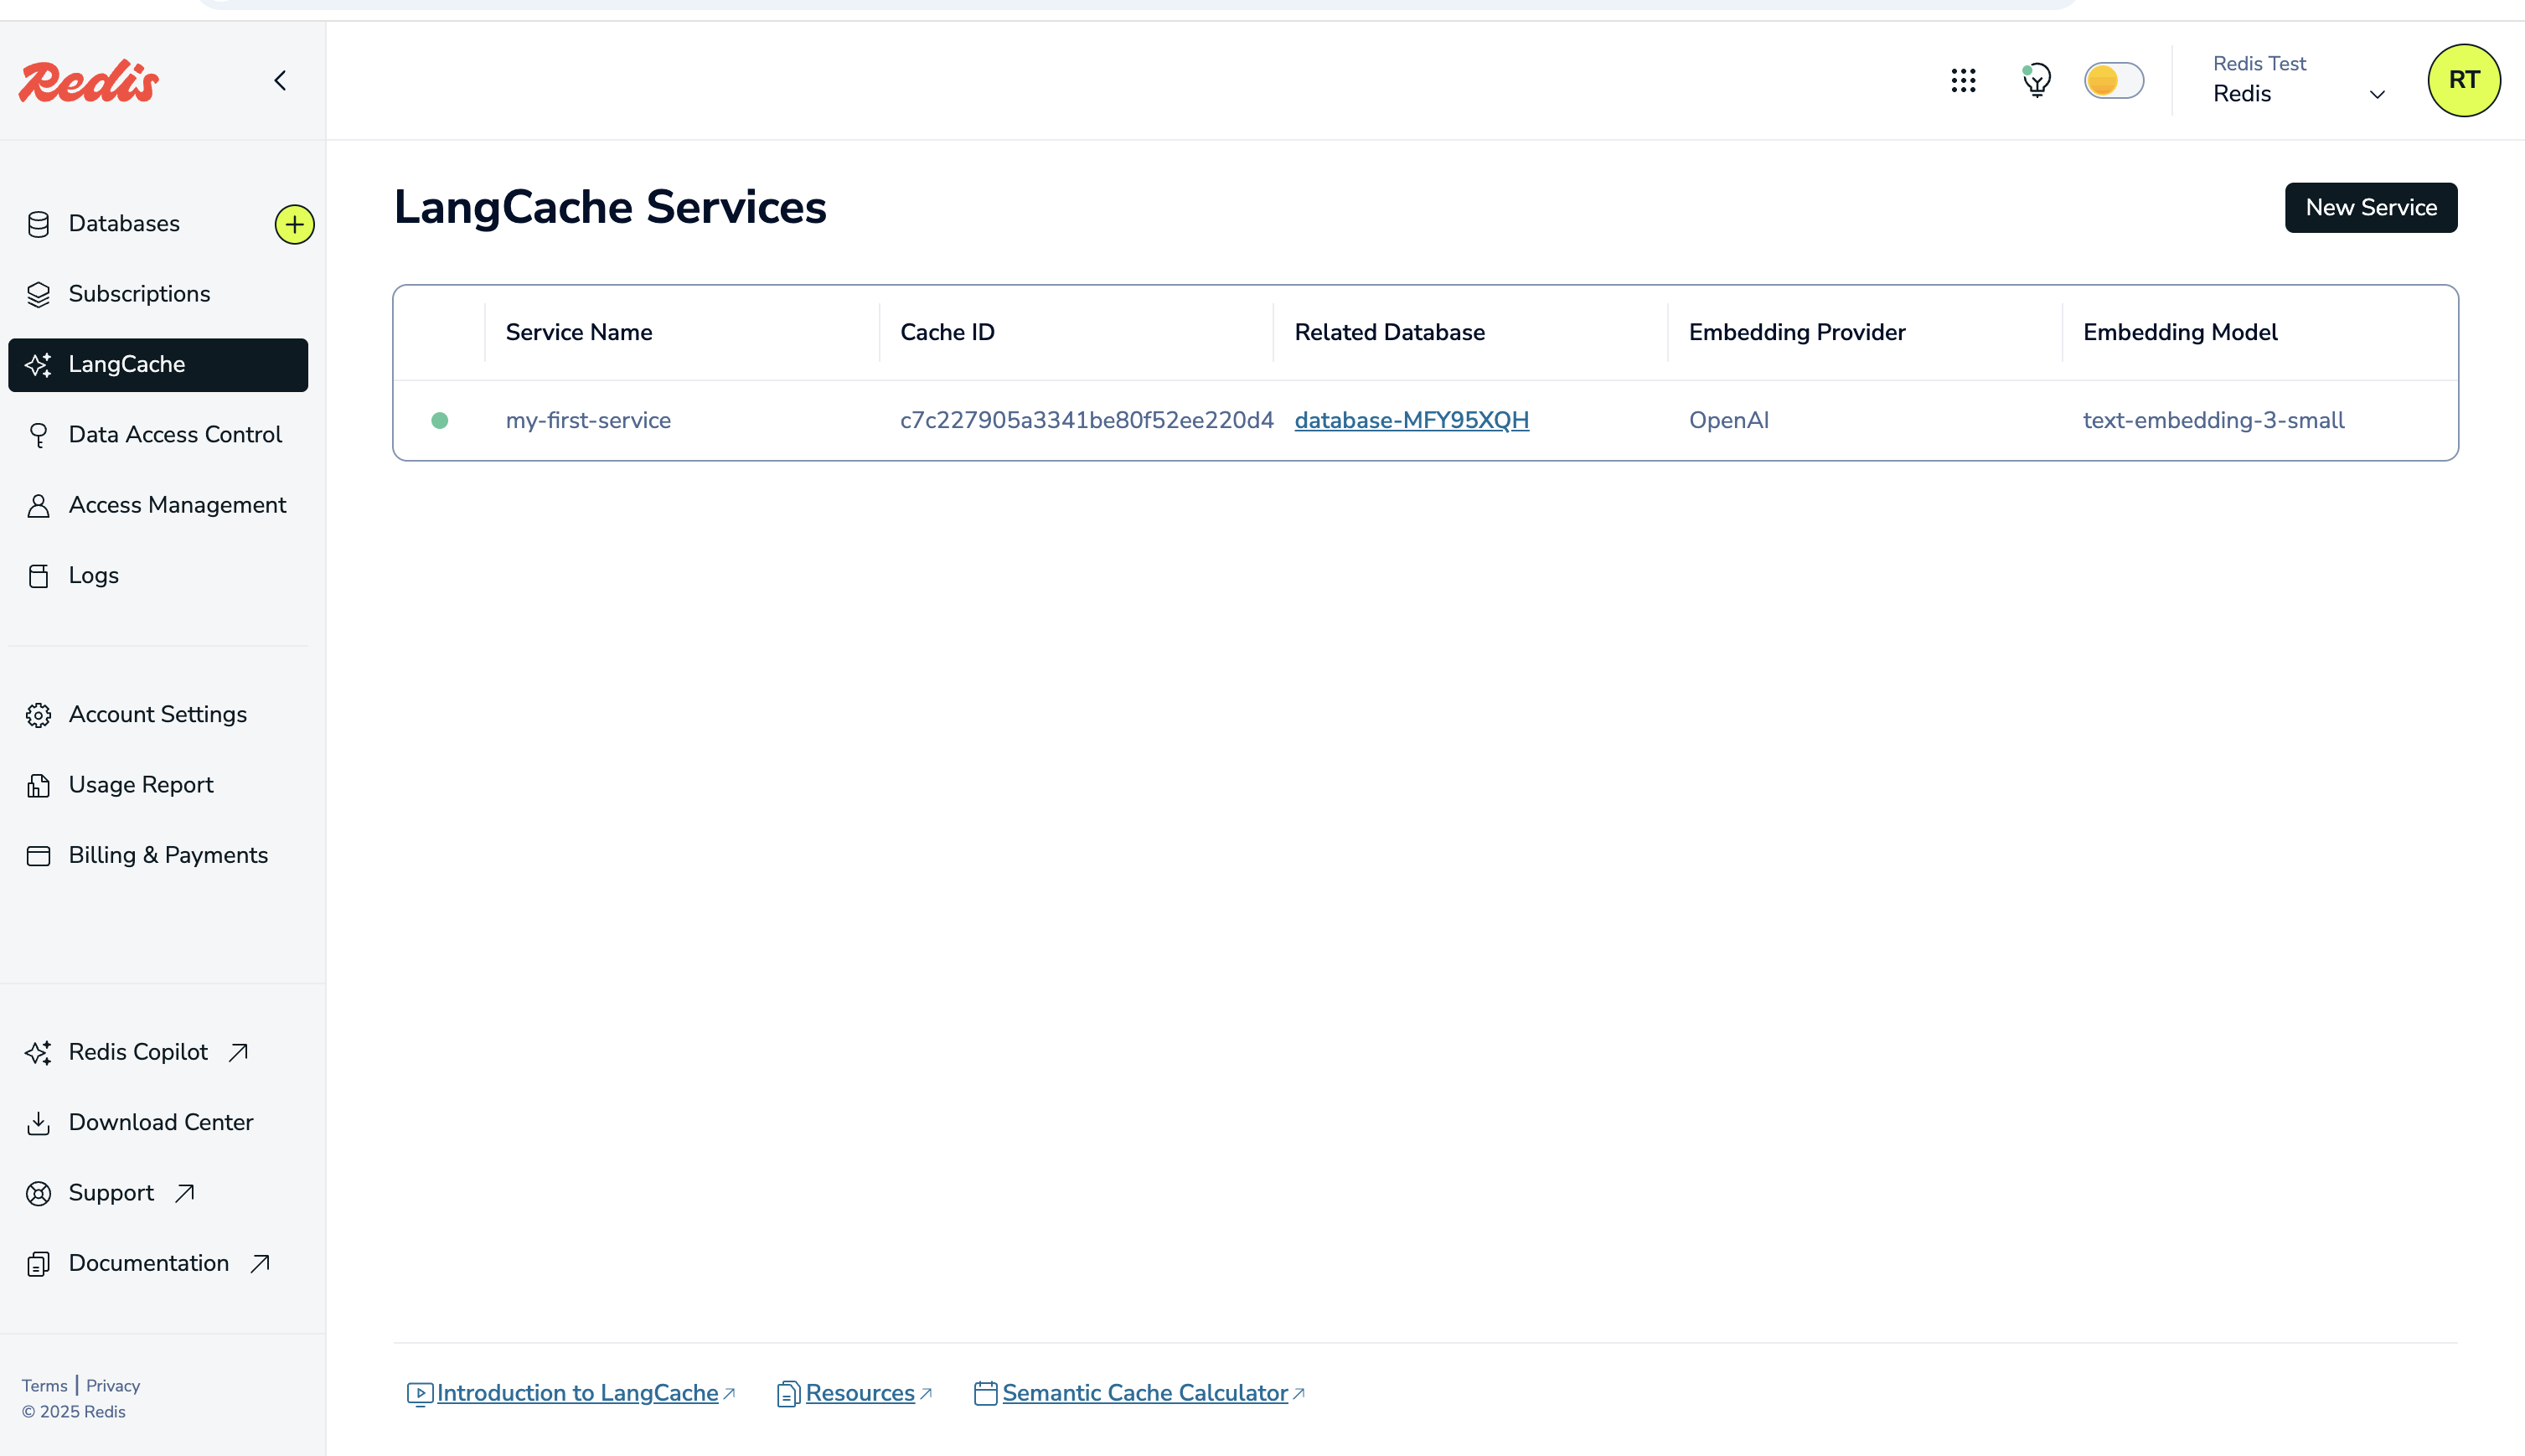 Redis
Redis Test
Redis
RT
Databases
Subscriptions
LangCache
Data Access Control
Access Management
Logs
Account Settings
Usage Report
Billing & Payments
Redis Copilot
Download Center
Support
Documentation
Terms | Privacy
© 2025 Redis
LangCache Services
New Service
Service Name Cache ID Related Database Embedding Provider Embedding Model
my-first-service c7c227905a3341be80f52ee220d4 database-MFY95XQH OpenAI text-embedding-3-small
Introduction to LangCache Resources Semantic Cache Calculator